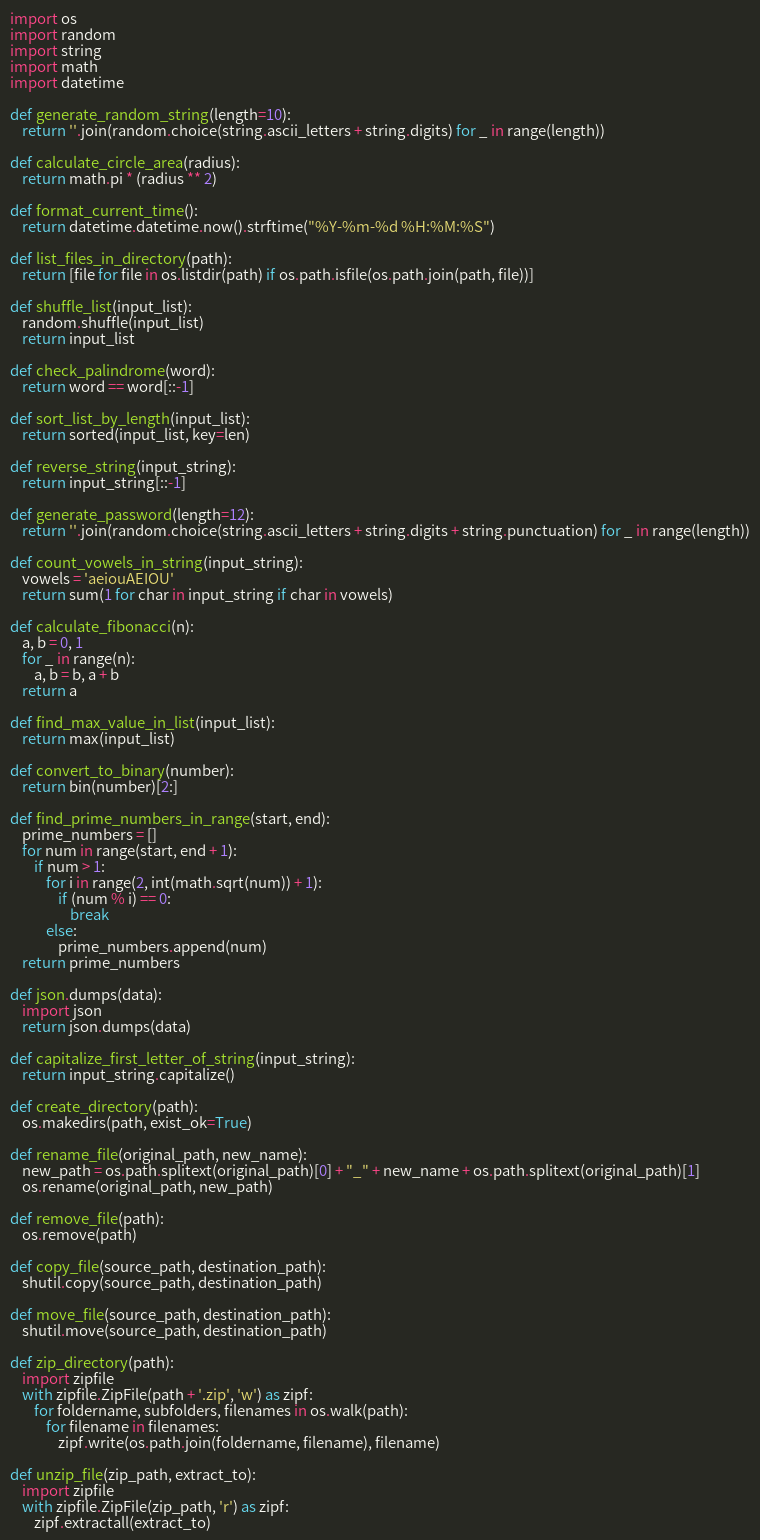 import os
import random
import string
import math
import datetime

def generate_random_string(length=10):
    return ''.join(random.choice(string.ascii_letters + string.digits) for _ in range(length))

def calculate_circle_area(radius):
    return math.pi * (radius ** 2)

def format_current_time():
    return datetime.datetime.now().strftime("%Y-%m-%d %H:%M:%S")

def list_files_in_directory(path):
    return [file for file in os.listdir(path) if os.path.isfile(os.path.join(path, file))]

def shuffle_list(input_list):
    random.shuffle(input_list)
    return input_list

def check_palindrome(word):
    return word == word[::-1]

def sort_list_by_length(input_list):
    return sorted(input_list, key=len)

def reverse_string(input_string):
    return input_string[::-1]

def generate_password(length=12):
    return ''.join(random.choice(string.ascii_letters + string.digits + string.punctuation) for _ in range(length))

def count_vowels_in_string(input_string):
    vowels = 'aeiouAEIOU'
    return sum(1 for char in input_string if char in vowels)

def calculate_fibonacci(n):
    a, b = 0, 1
    for _ in range(n):
        a, b = b, a + b
    return a

def find_max_value_in_list(input_list):
    return max(input_list)

def convert_to_binary(number):
    return bin(number)[2:]

def find_prime_numbers_in_range(start, end):
    prime_numbers = []
    for num in range(start, end + 1):
        if num > 1:
            for i in range(2, int(math.sqrt(num)) + 1):
                if (num % i) == 0:
                    break
            else:
                prime_numbers.append(num)
    return prime_numbers

def json.dumps(data):
    import json
    return json.dumps(data)

def capitalize_first_letter_of_string(input_string):
    return input_string.capitalize()

def create_directory(path):
    os.makedirs(path, exist_ok=True)

def rename_file(original_path, new_name):
    new_path = os.path.splitext(original_path)[0] + "_" + new_name + os.path.splitext(original_path)[1]
    os.rename(original_path, new_path)

def remove_file(path):
    os.remove(path)

def copy_file(source_path, destination_path):
    shutil.copy(source_path, destination_path)

def move_file(source_path, destination_path):
    shutil.move(source_path, destination_path)

def zip_directory(path):
    import zipfile
    with zipfile.ZipFile(path + '.zip', 'w') as zipf:
        for foldername, subfolders, filenames in os.walk(path):
            for filename in filenames:
                zipf.write(os.path.join(foldername, filename), filename)

def unzip_file(zip_path, extract_to):
    import zipfile
    with zipfile.ZipFile(zip_path, 'r') as zipf:
        zipf.extractall(extract_to)